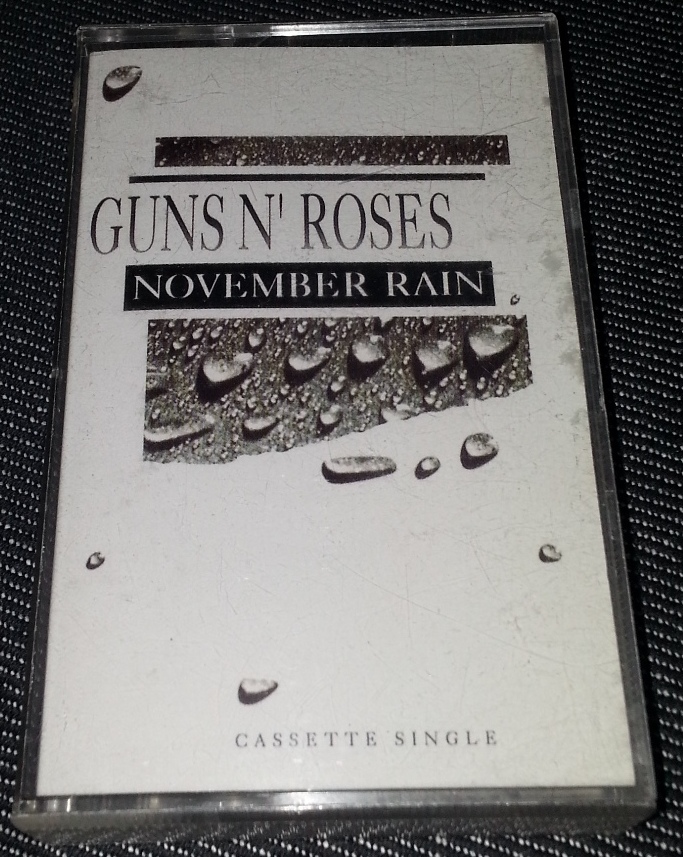 GUNS N' ROSES
NOVEMBER RAIN
CASSETTE SINGLE